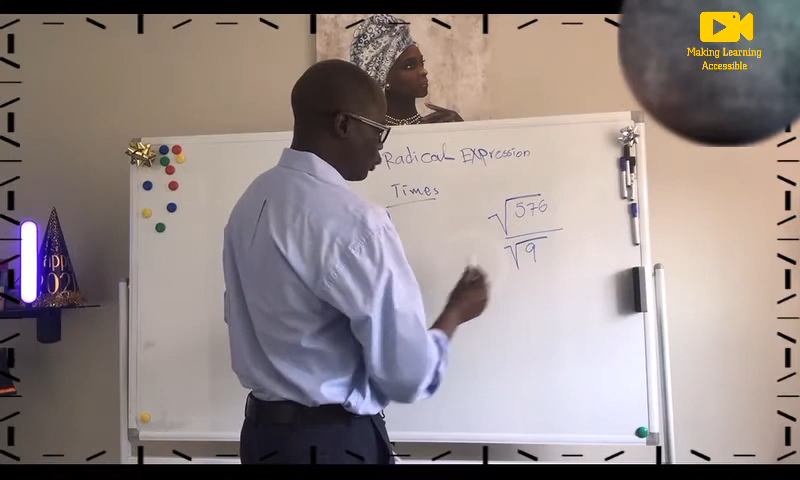 Making Learning
Accessible
Radical Expression
Times
√576
√9